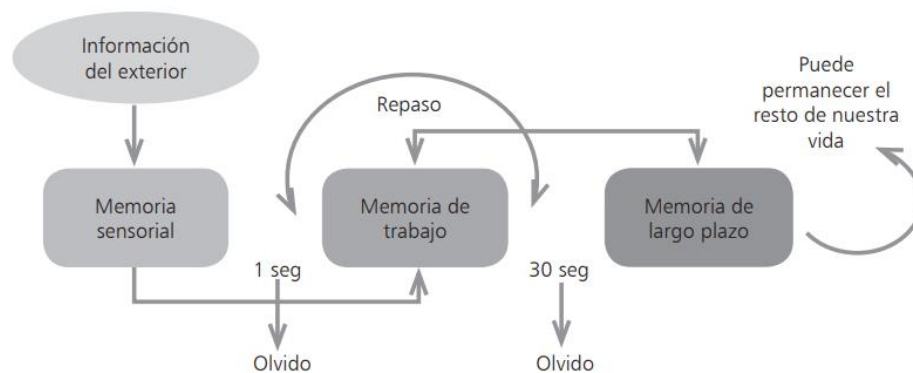 Información
del exterior
Repaso
Puede
permanecer el
resto de nuestra
vida
Memoria
sensorial
Memoria de
trabajo
Memoria de
largo plazo
1 seg
30 seg
Olvido
Olvido